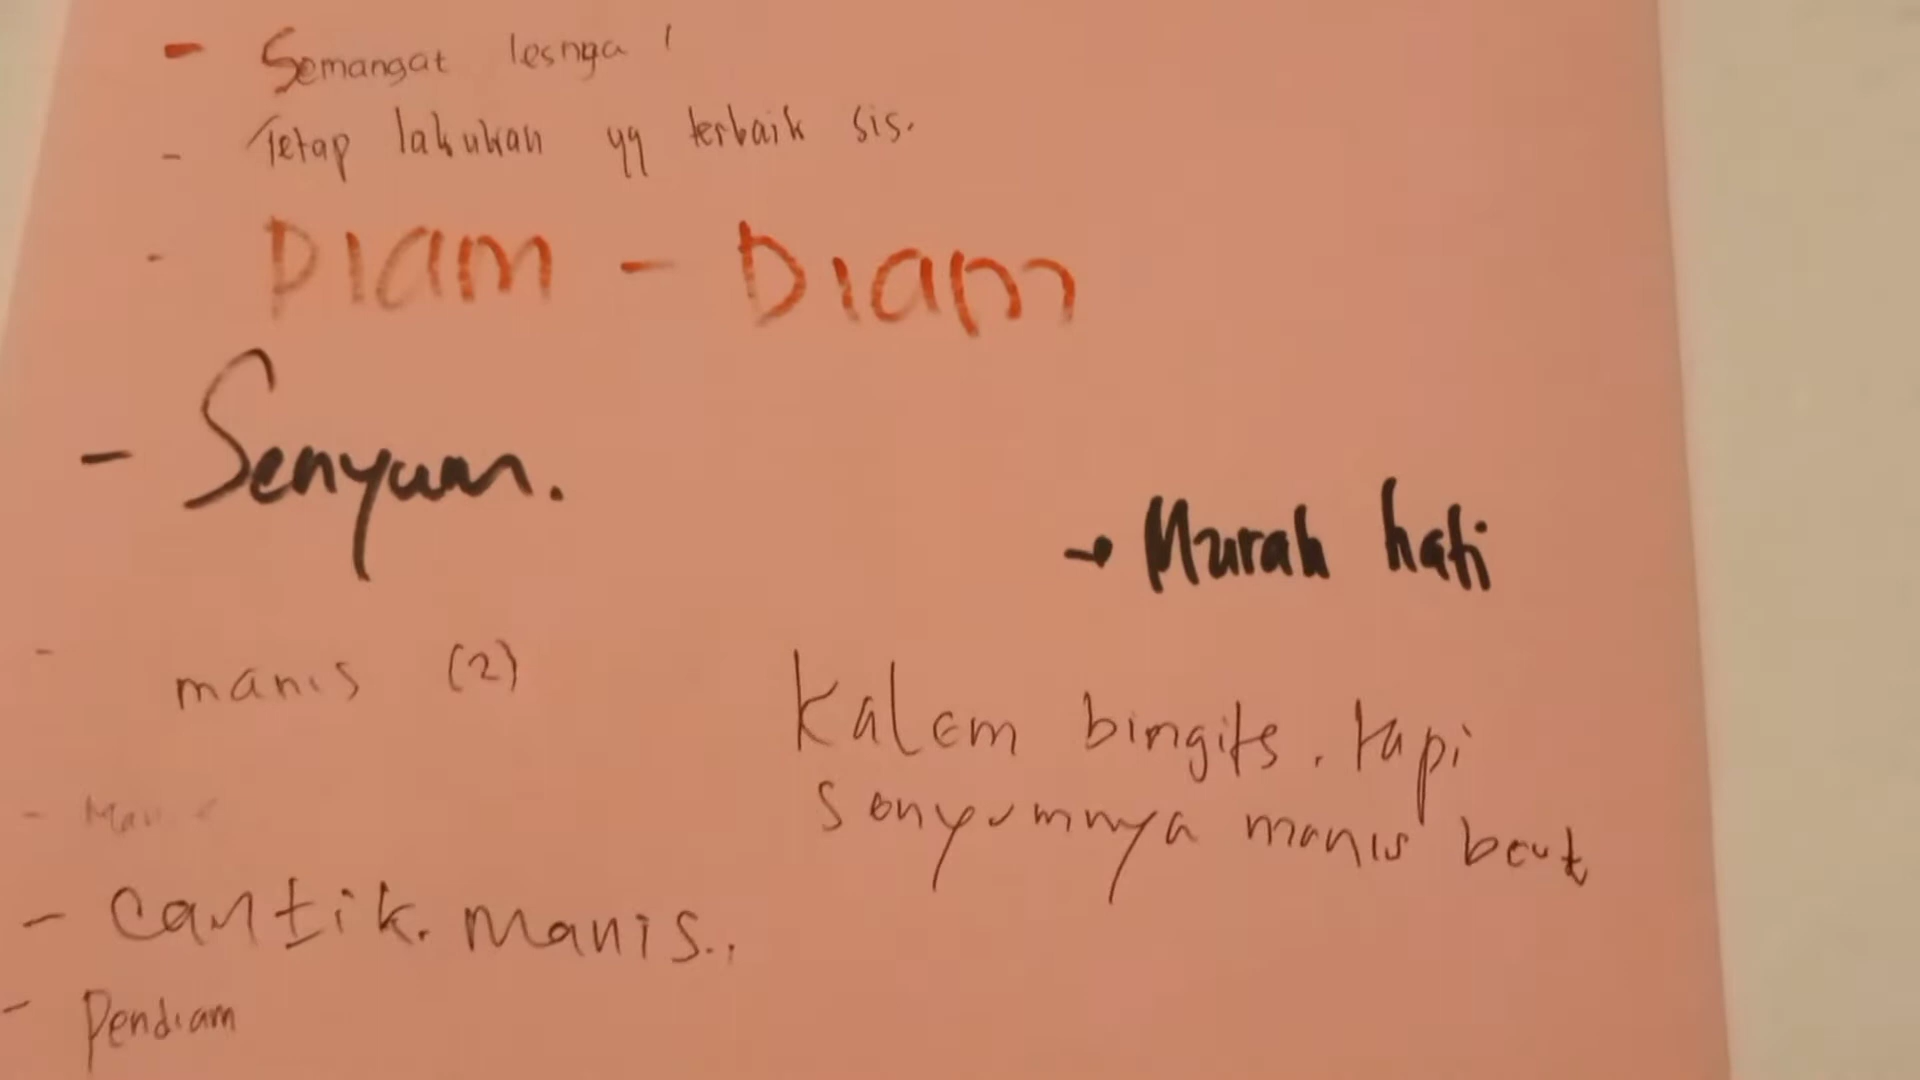 - Semangat lesnya !
- Tetap lakukan yg terbaik sis.
- DIam - DIam
- Senyum.
→ Murah hati
- manis (2)
Kalem bingits. tapi
senyumnya manis beut
- Cantik. Manis..
- Pendiam